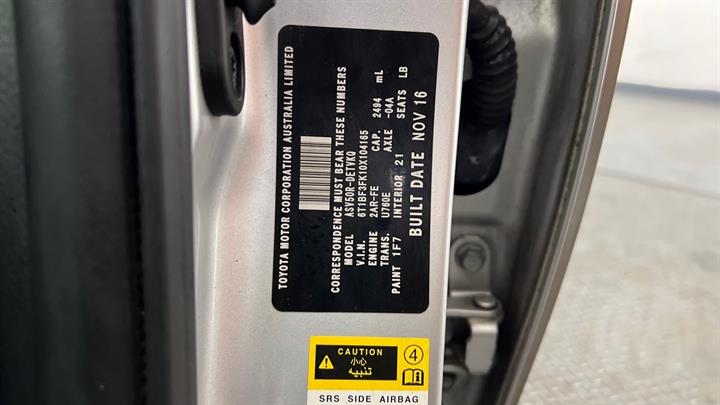 TOYOTA MOTOR CORPORATION AUSTRALIA LIMITED
CORRESPONDENCE MUST BEAR THESE NUMBERS
MODEL ASV50R-DETVKQ
V.I.N. 6T1BF3FK10X104165
ENGINE 2AR-FE CAP. 2494 mL
TRANS. U760E AXLE -04A
PAINT 1F7 INTERIOR 21 SEATS LB
BUILT DATE NOV 16
CAUTION
小心
تنبيه
4
SRS SIDE AIRBAG